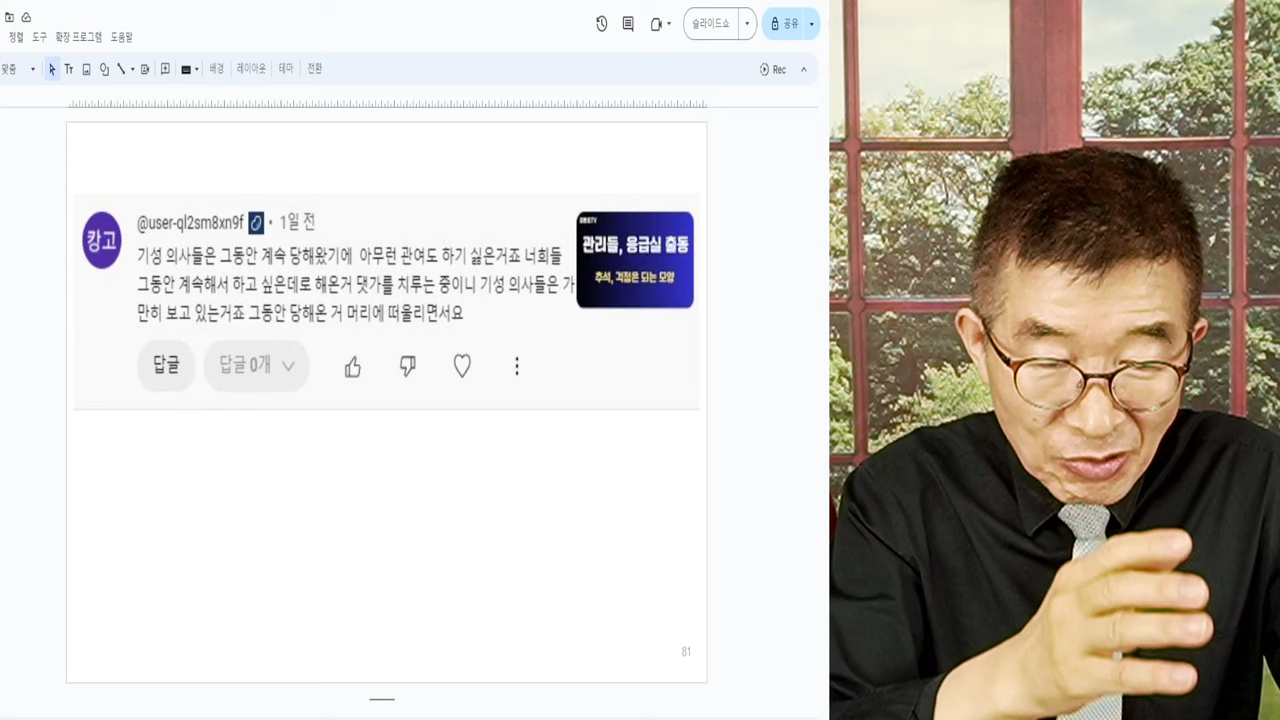 정렬 도구 확장 프로그램 도움말
슬라이드쇼
공유
맞춤
배경
레이아웃
테마
전환
Rec
캉고
@user-ql2sm8xn9f · 1일 전
기성 의사들은 그동안 계속 당해왔기에 아무런 관여도 하기 싫은거죠 너희들
그동안 계속해서 하고 싶은데로 해온거 댓가를 치루는 중이니 기성 의사들은 가
만히 보고 있는거죠 그동안 당해온 거 머리에 떠올리면서요
관리들, 응급실 출동
추석, 걱정은 되는 모양
답글
답글 0개
81